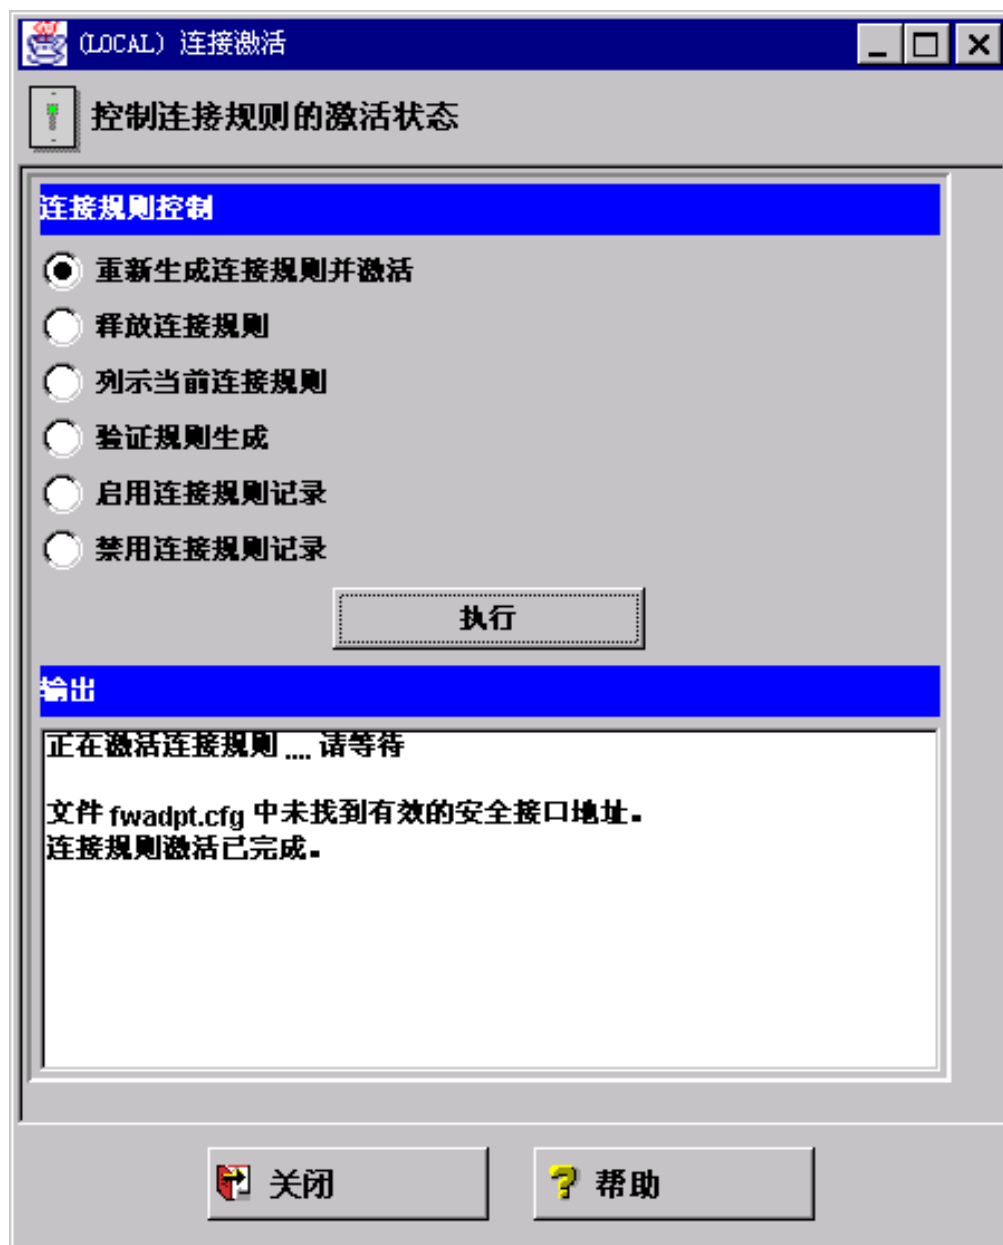 (LOCAL) 连接激活
控制连接规则的激活状态
连接规则控制
重新生成连接规则并激活
释放连接规则
列示当前连接规则
验证规则生成
启用连接规则记录
禁用连接规则记录
执行
输出
正在激活连接规则 .... 请等待
文件 fwadpt.cfg 中未找到有效的安全接口地址。
连接规则激活已完成。
关闭
帮助